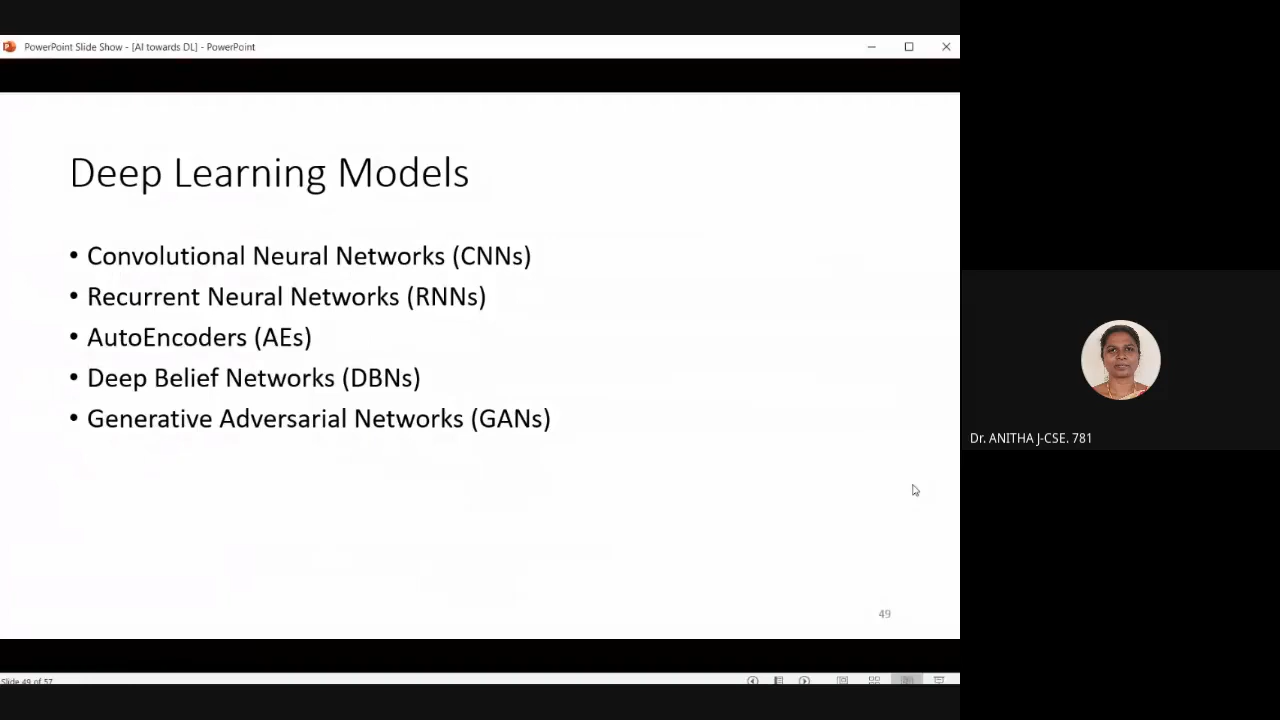 PowerPoint Slide Show - [AI towards DL] - PowerPoint
Deep Learning Models
• Convolutional Neural Networks (CNNs)
• Recurrent Neural Networks (RNNs)
• AutoEncoders (AEs)
• Deep Belief Networks (DBNs)
• Generative Adversarial Networks (GANs)
Dr. ANITHA J-CSE. 781
49
Slide 49 of 57